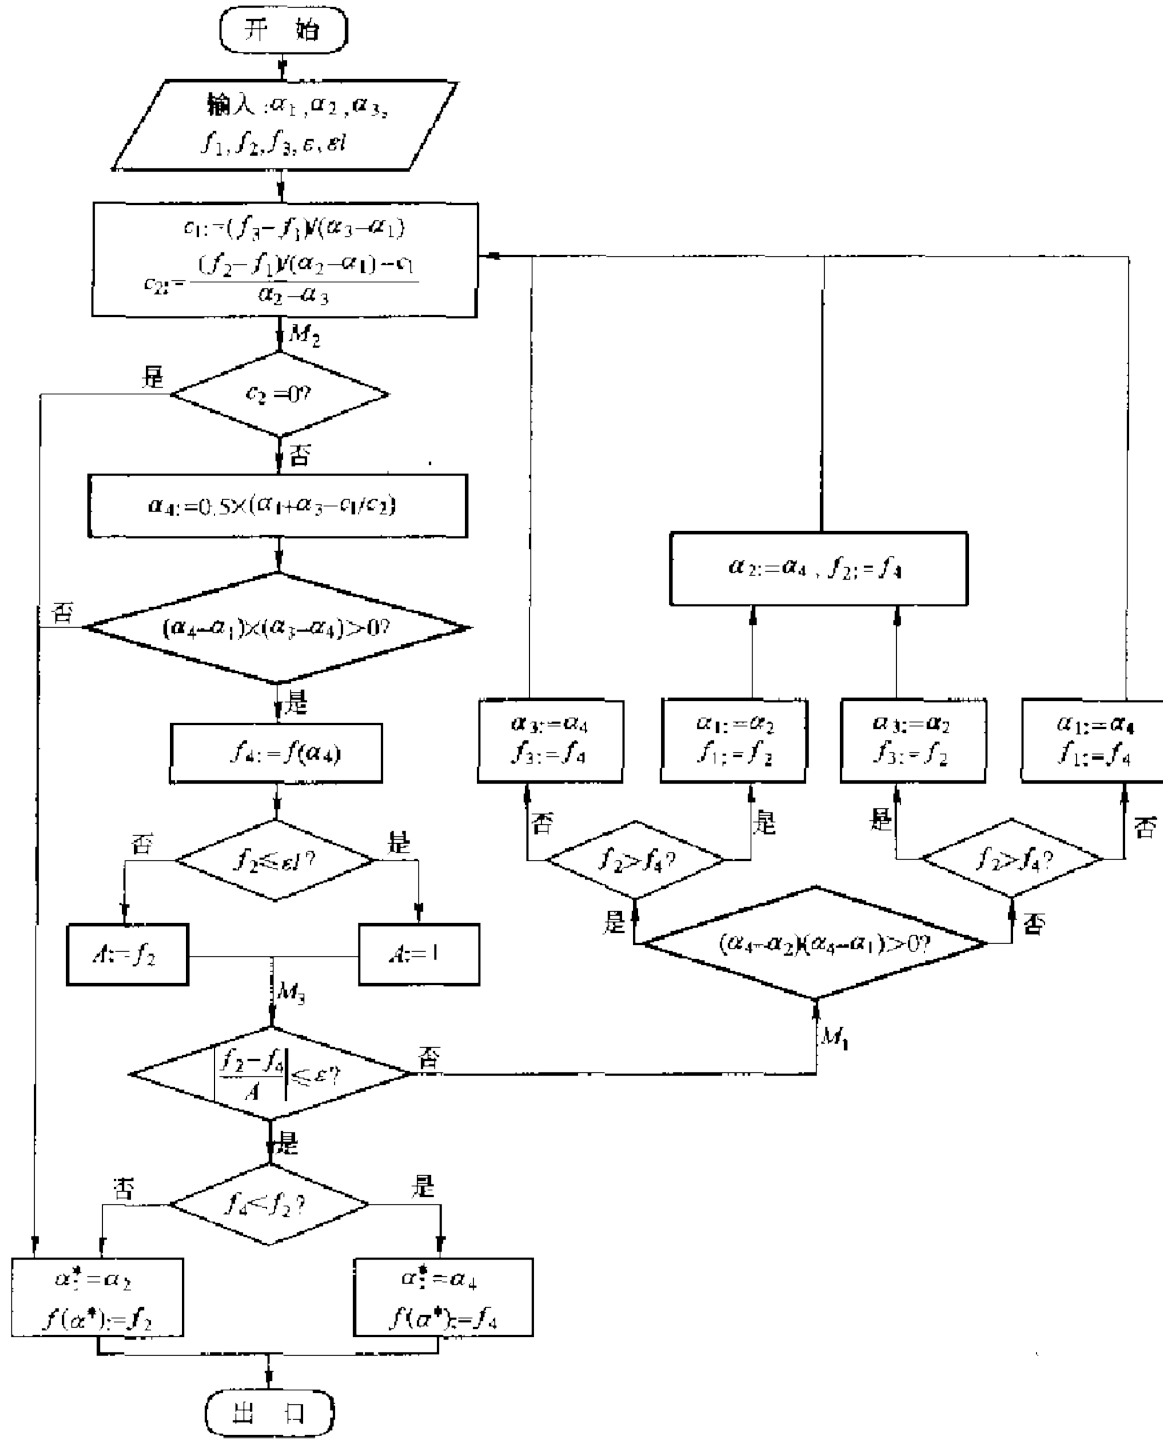 开 始
输入:α₁,α₂,α₃,
f₁,f₂,f₃,ε,εl
c₁:=(f₃-f₁)/(α₃-α₁)
c₂:=((f₂-f₁)/(α₂-α₁)-c₁)/(α₂-α₃)
M₂
是
c₂=0?
否
α₄:=0.5×(α₁+α₃-c₁/c₂)
否
(α₄-α₁)×(α₃-α₄)>0?
是
f₄:=f(α₄)
否
f₂≤εl?
是
A:=f₂
A:=1
M₃
|(f₂-f₄)/A|≤ε?
否
是
否
f₄<f₂?
是
α*:=α₂
f(α*):=f₂
α*:=α₄
f(α*):=f₄
出 口
M₁
(α₄-α₂)(α₄-α₁)>0?
是
否
否
f₂>f₄?
是
是
f₂>f₄?
否
α₃:=α₄
f₃:=f₄
α₁:=α₂
f₁:=f₂
α₃:=α₂
f₃:=f₂
α₁:=α₄
f₁:=f₄
α₂:=α₄,f₂:=f₄